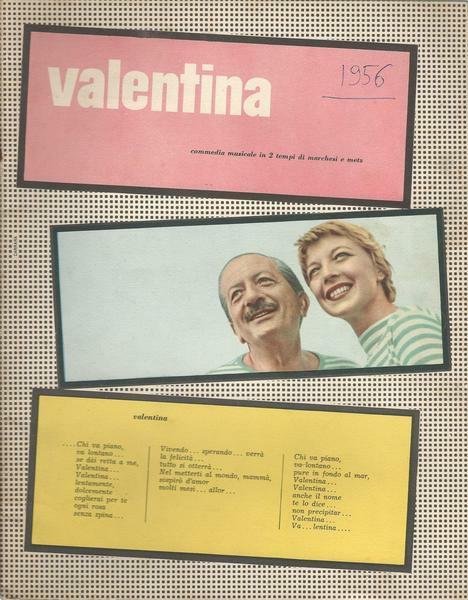 valentina
1956
commedia musicale in 2 tempi di marchesi e metz
valentina
....Chi va piano,
va lontano...
se dài retta a me,
Valentina...
Valentina...
lentamente,
dolcemente
coglierai per te
ogni rosa
senza spina...
Vivendo... sperando... verrà
la felicità...
tutto si otterrà...
Nel metterti al mondo, mammà,
sospirò d'amor
molti mesi... allor...
Chi va piano,
va lontano...
pure in fondo al mar,
Valentina...
Valentina...
anche il nome
te lo dice...
non precipitar...
Valentina...
Va...lentina....